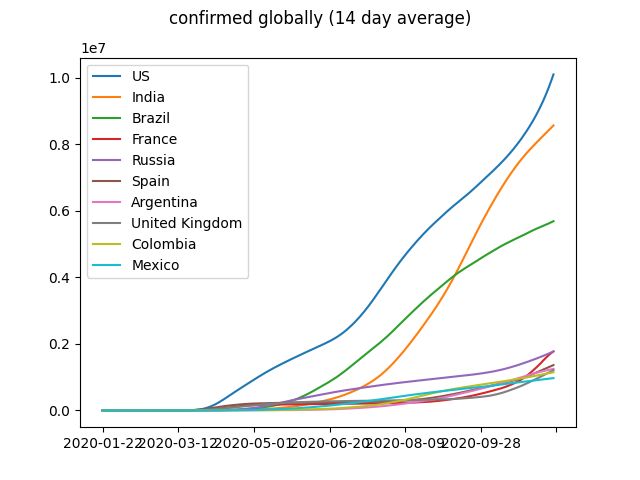 confirmed globally (14 day average)
1e7
1.0
0.8
0.6
0.4
0.2
0.0
US
India
Brazil
France
Russia
Spain
Argentina
United Kingdom
Colombia
Mexico
2020-01-22 2020-03-12 2020-05-01 2020-06-20 2020-08-09 2020-09-28